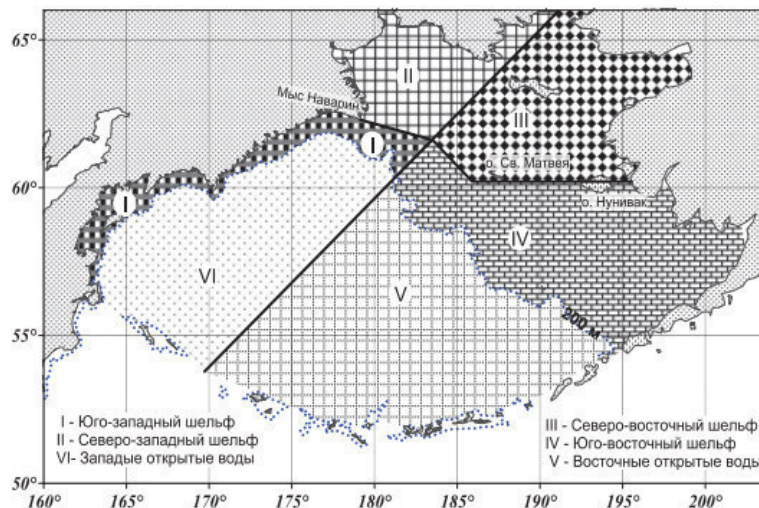 65°
60°
55°
50°
160°
165°
170°
175°
180°
185°
190°
195°
200°
Мыс Наварин
II
III
I
о. Св. Матвея
о. Нунивак
I
IV
VI
V
200 м
I - Юго-западный шельф
II - Северо-западный шельф
VI- Западые открытые воды
III - Северо-восточный шельф
IV - Юго-восточный шельф
V - Восточные открытые воды